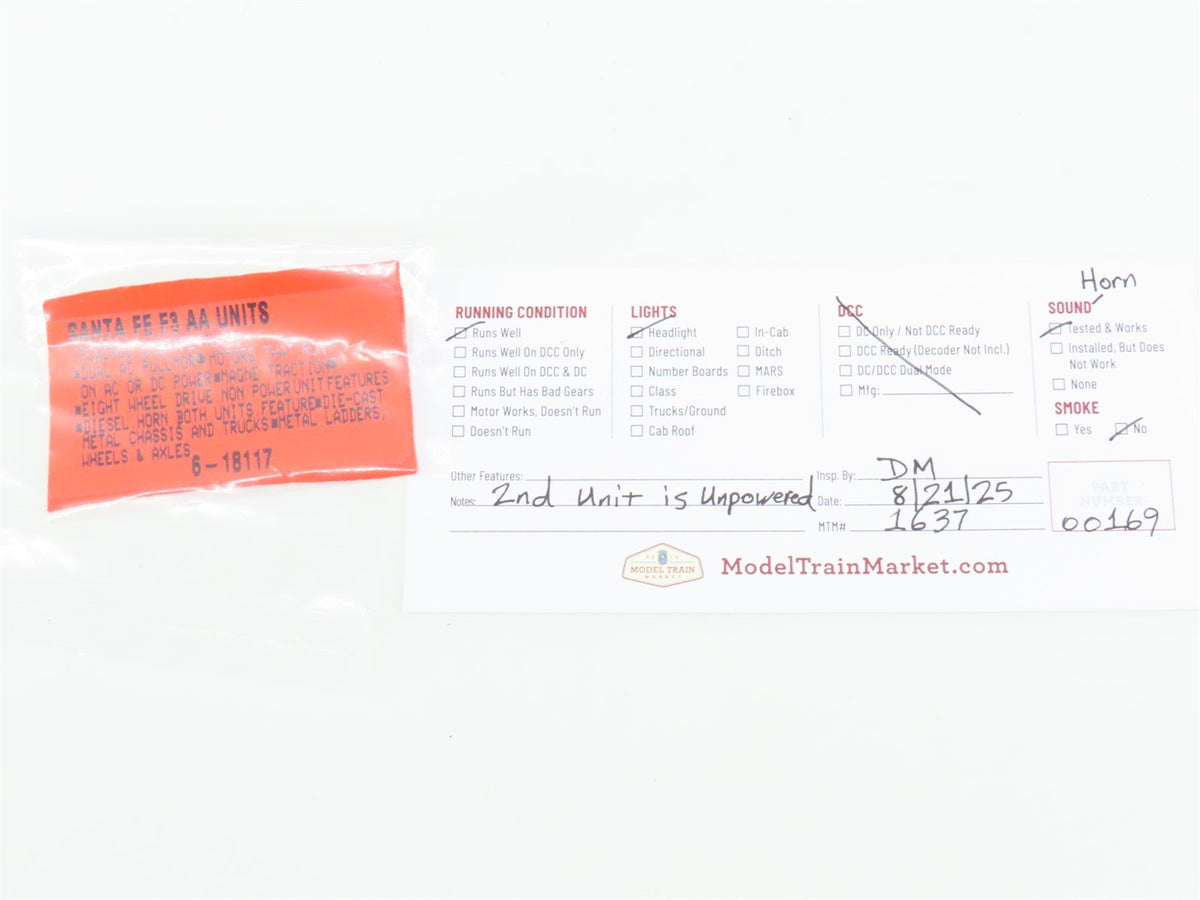 SANTA FE F3 AA UNITS
DUAL AC PULLMOR MOTORS THAT
ON AC OR DC POWER MAGNE TRACTION
EIGHT WHEEL DRIVE NON POWER UNIT FEATURES
DIESEL HORN BOTH UNITS FEATURE DIE-CAST
METAL CHASSIS AND TRUCKS METAL LADDERS,
WHEELS & AXLES
6-18117
RUNNING CONDITION
Runs Well
Runs Well On DCC Only
Runs Well On DCC & DC
Runs But Has Bad Gears
Motor Works, Doesn't Run
Doesn't Run
LIGHTS
Headlight
Directional
Number Boards
Class
Trucks/Ground
Cab Roof
In-Cab
Ditch
MARS
Firebox
DCC
DC Only / Not DCC Ready
DCC Ready (Decoder Not Incl.)
DC/DCC Dual Mode
Mfg:
Horn
SOUND
Tested & Works
Installed, But Does
Not Work
None
SMOKE
Yes No
Other Features:
Notes: 2nd Unit is Unpowered
Insp. By: DM
Date: 8/21/25
MTM# 1637
PART
NUMBER
00169
MODEL TRAIN
MARKET
ModelTrainMarket.com